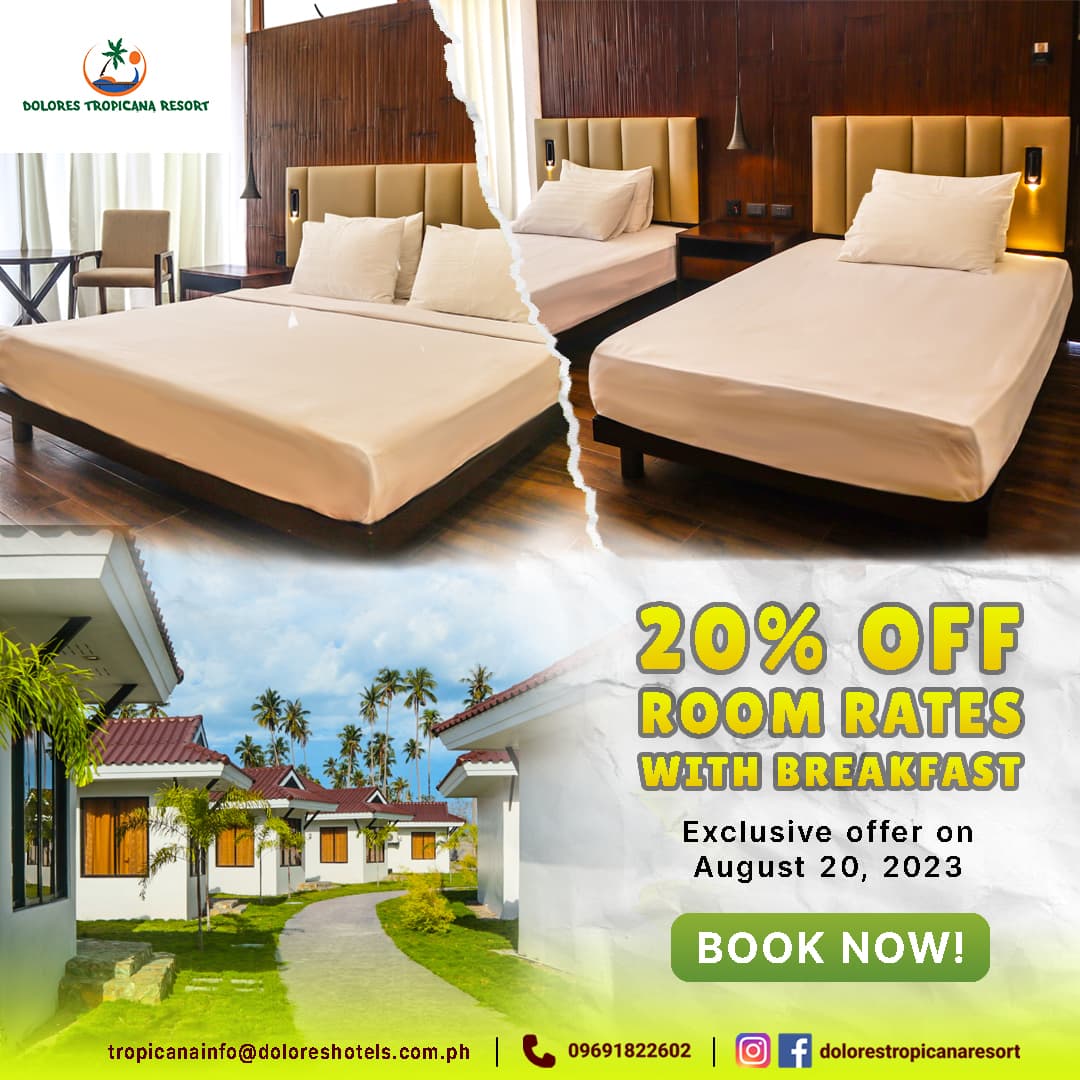 DOLORES TROPICANA RESORT
20% OFF
ROOM RATES
WITH BREAKFAST
Exclusive offer on
August 20, 2023
BOOK NOW!
tropicanainfo@doloreshotels.com.ph | 09691822602 | dolorestropicanaresort